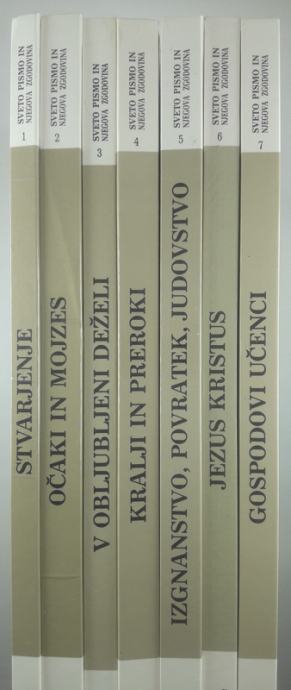 SVETO PISMO IN
NJEGOVA ZGODOVINA
1
STVARJENJE
SVETO PISMO IN
NJEGOVA ZGODOVINA
2
OČAKI IN MOJZES
SVETO PISMO IN
NJEGOVA ZGODOVINA
3
V OBLJUBLJENI DEŽELI
SVETO PISMO IN
NJEGOVA ZGODOVINA
4
KRALJI IN PREROKI
SVETO PISMO IN
NJEGOVA ZGODOVINA
5
IZGNANSTVO, POVRATEK, JUDOVSTVO
SVETO PISMO IN
NJEGOVA ZGODOVINA
6
JEZUS KRISTUS
SVETO PISMO IN
NJEGOVA ZGODOVINA
7
GOSPODOVI UČENCI